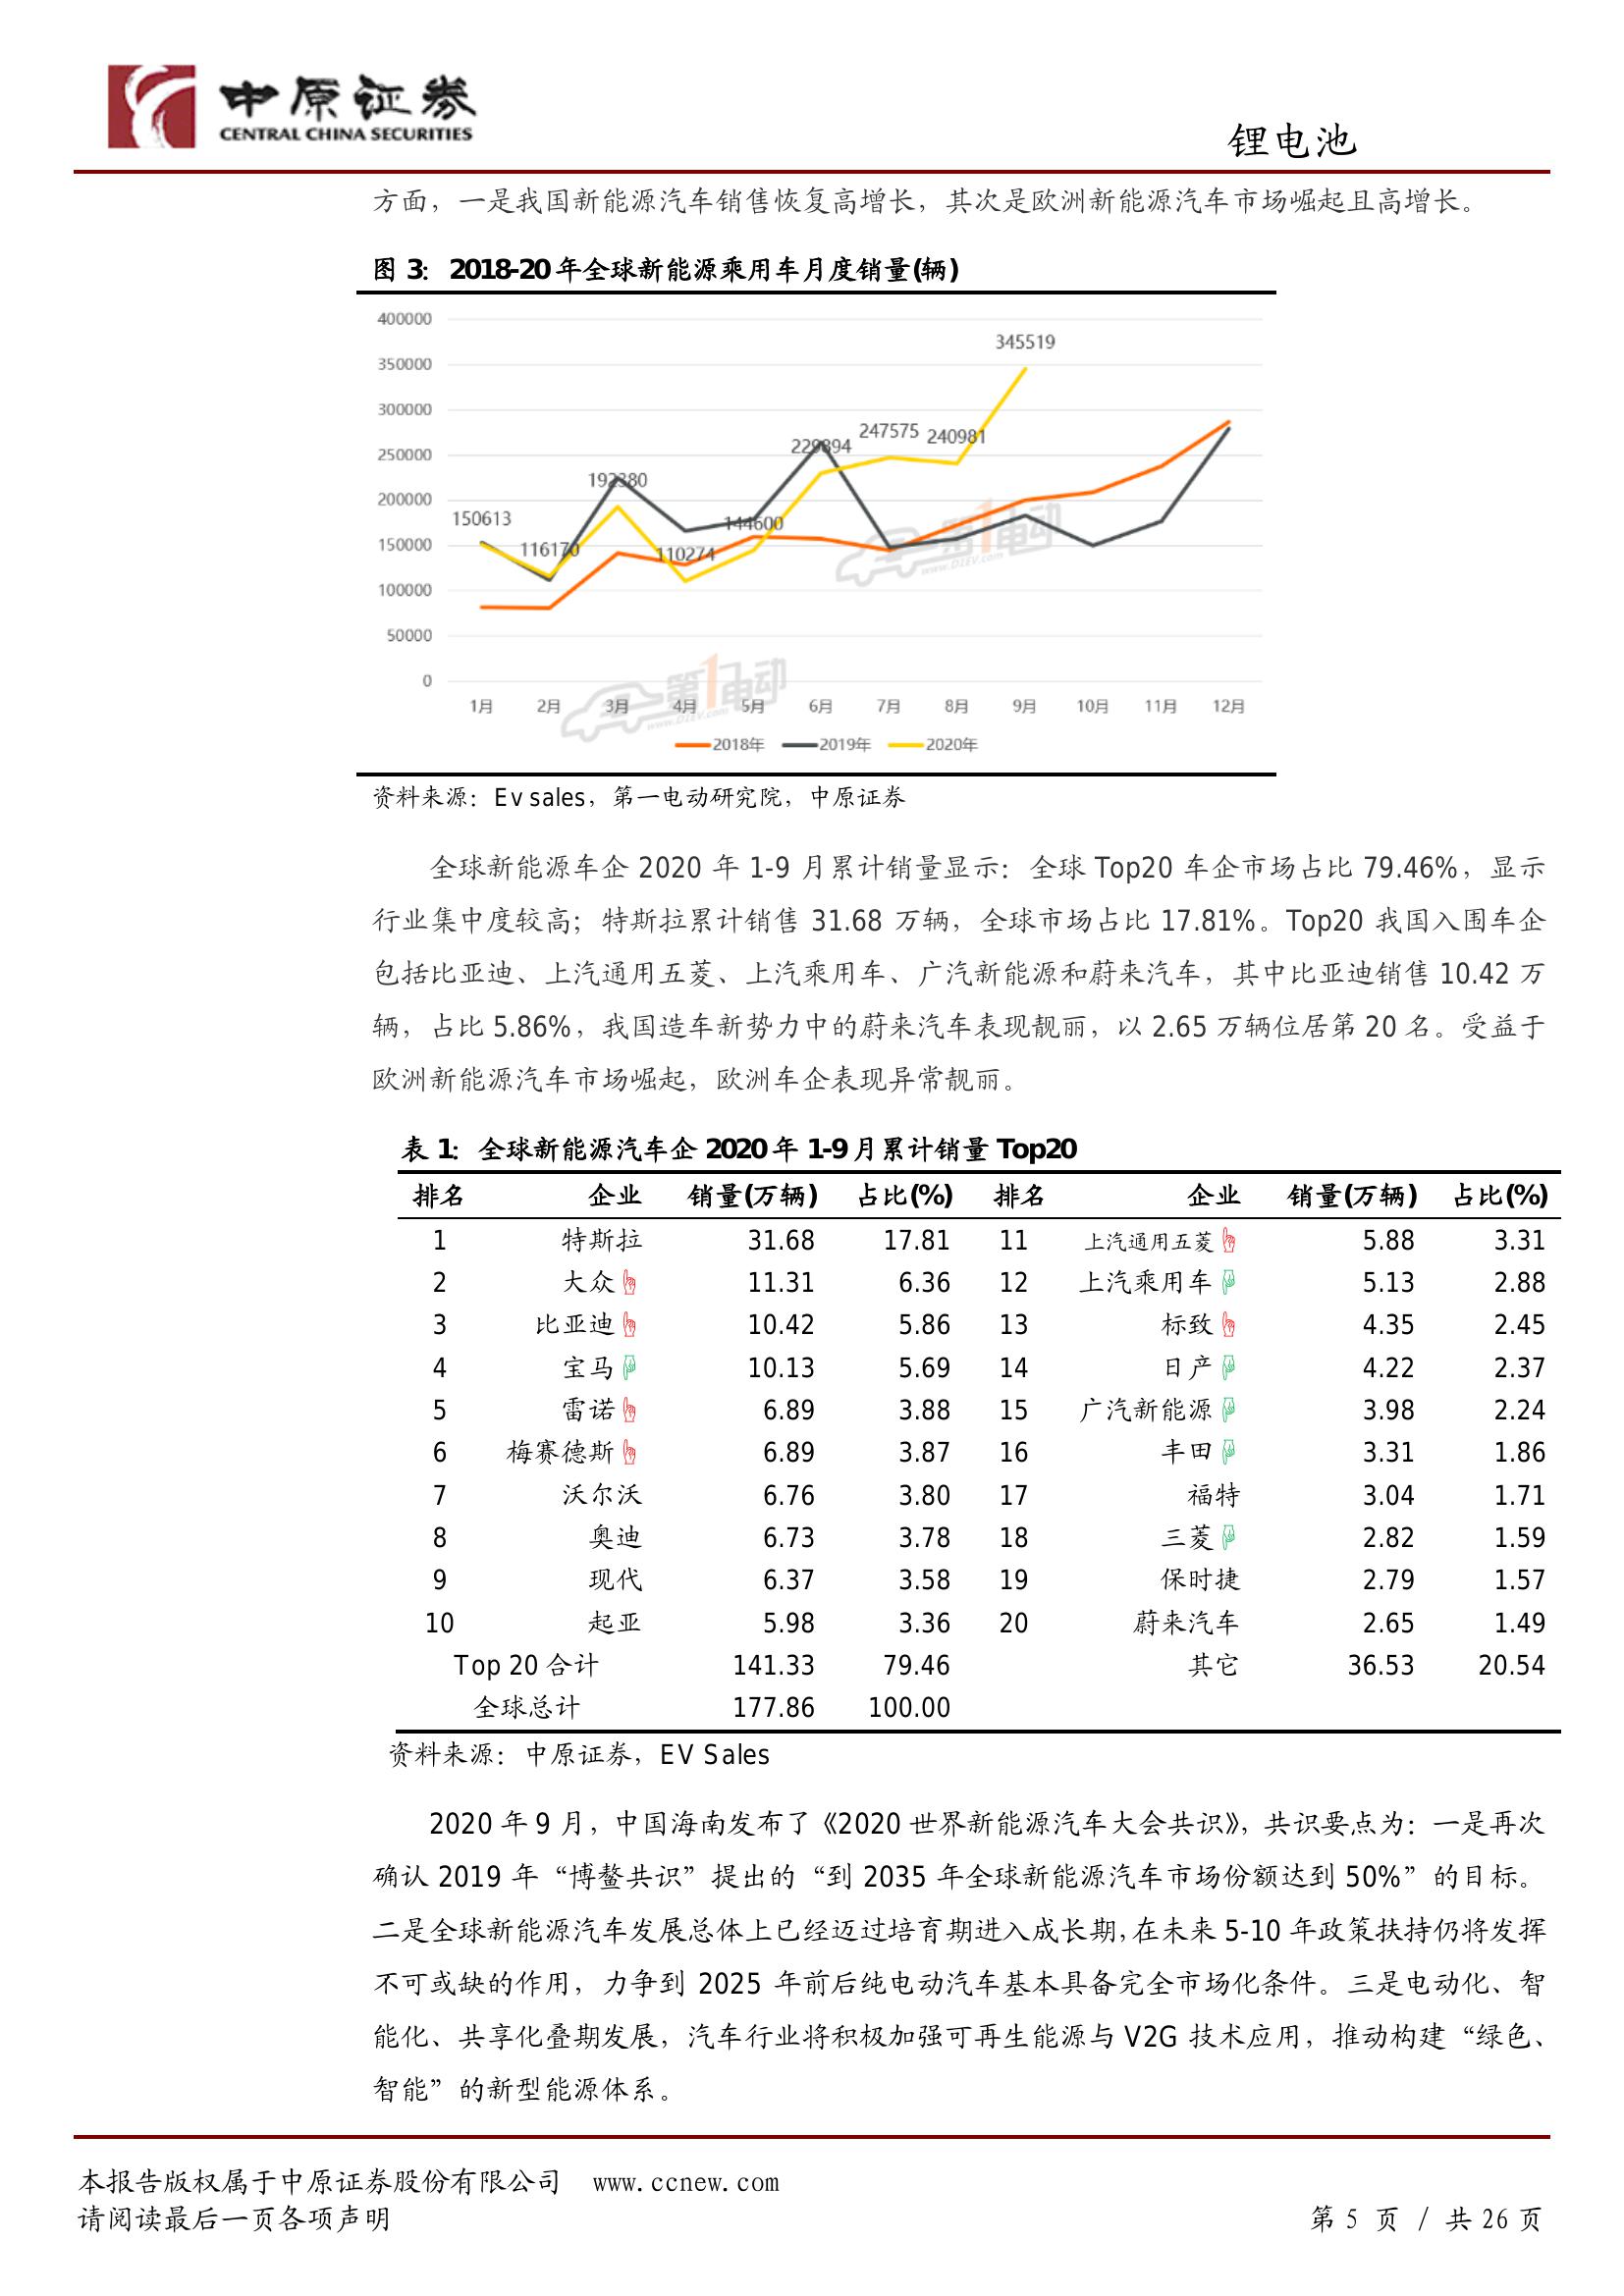 中原证券
CENTRAL CHINA SECURITIES
锂电池
方面，一是我国新能源汽车销售恢复高增长，其次是欧洲新能源汽车市场崛起且高增长。
图 3：2018-20 年全球新能源乘用车月度销量(辆)
400000
350000
300000
250000
200000
150000
100000
50000
0
150613
116170
192380
110274
144600
229894
247575
240981
345519
第1电动
www.D1EV.com
第1电动
www.D1EV.com
1月 2月 3月 4月 5月 6月 7月 8月 9月 10月 11月 12月
2018年 2019年 2020年
资料来源：Ev sales，第一电动研究院，中原证券
全球新能源车企 2020 年 1-9 月累计销量显示：全球 Top20 车企市场占比 79.46%，显示
行业集中度较高；特斯拉累计销售 31.68 万辆，全球市场占比 17.81%。Top20 我国入围车企
包括比亚迪、上汽通用五菱、上汽乘用车、广汽新能源和蔚来汽车，其中比亚迪销售 10.42 万
辆，占比 5.86%，我国造车新势力中的蔚来汽车表现靓丽，以 2.65 万辆位居第 20 名。受益于
欧洲新能源汽车市场崛起，欧洲车企表现异常靓丽。
表 1：全球新能源汽车企 2020 年 1-9 月累计销量 Top20
排名 企业 销量(万辆) 占比(%) 排名 企业 销量(万辆) 占比(%)
1 特斯拉 31.68 17.81 11 上汽通用五菱 5.88 3.31
2 大众 11.31 6.36 12 上汽乘用车 5.13 2.88
3 比亚迪 10.42 5.86 13 标致 4.35 2.45
4 宝马 10.13 5.69 14 日产 4.22 2.37
5 雷诺 6.89 3.88 15 广汽新能源 3.98 2.24
6 梅赛德斯 6.89 3.87 16 丰田 3.31 1.86
7 沃尔沃 6.76 3.80 17 福特 3.04 1.71
8 奥迪 6.73 3.78 18 三菱 2.82 1.59
9 现代 6.37 3.58 19 保时捷 2.79 1.57
10 起亚 5.98 3.36 20 蔚来汽车 2.65 1.49
Top 20 合计 141.33 79.46 其它 36.53 20.54
全球总计 177.86 100.00
资料来源：中原证券，EV Sales
2020 年 9 月，中国海南发布了《2020 世界新能源汽车大会共识》，共识要点为：一是再次
确认 2019 年“博鳌共识”提出的“到 2035 年全球新能源汽车市场份额达到 50%”的目标。
二是全球新能源汽车发展总体上已经迈过培育期进入成长期，在未来 5-10 年政策扶持仍将发挥
不可或缺的作用，力争到 2025 年前后纯电动汽车基本具备完全市场化条件。三是电动化、智
能化、共享化叠期发展，汽车行业将积极加强可再生能源与 V2G 技术应用，推动构建“绿色、
智能”的新型能源体系。
本报告版权属于中原证券股份有限公司 www.ccnew.com
请阅读最后一页各项声明
第 5 页 / 共 26 页